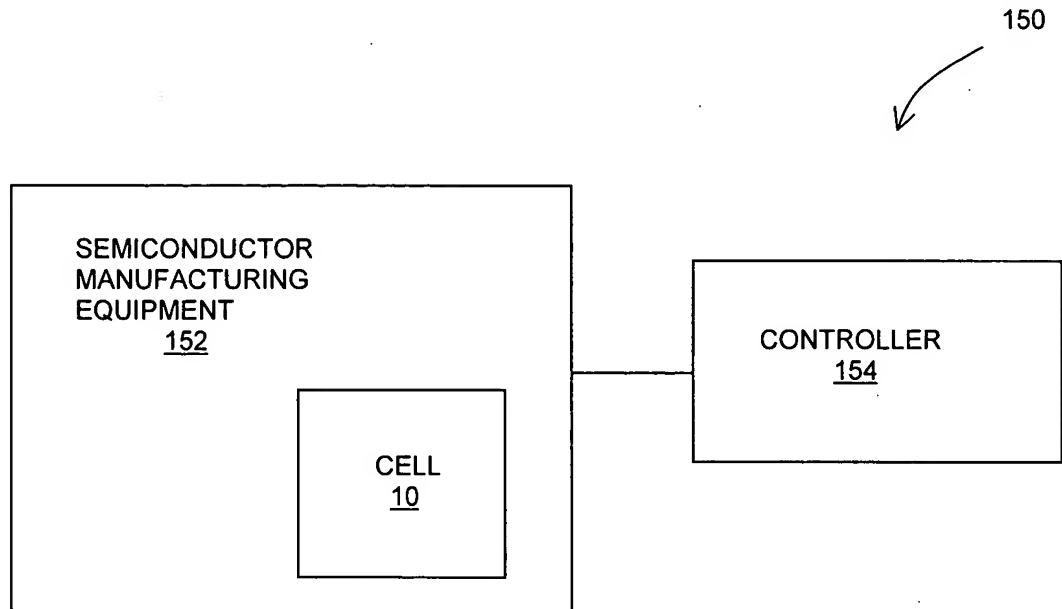 150
SEMICONDUCTOR
MANUFACTURING
EQUIPMENT
152
CONTROLLER
154
CELL
10